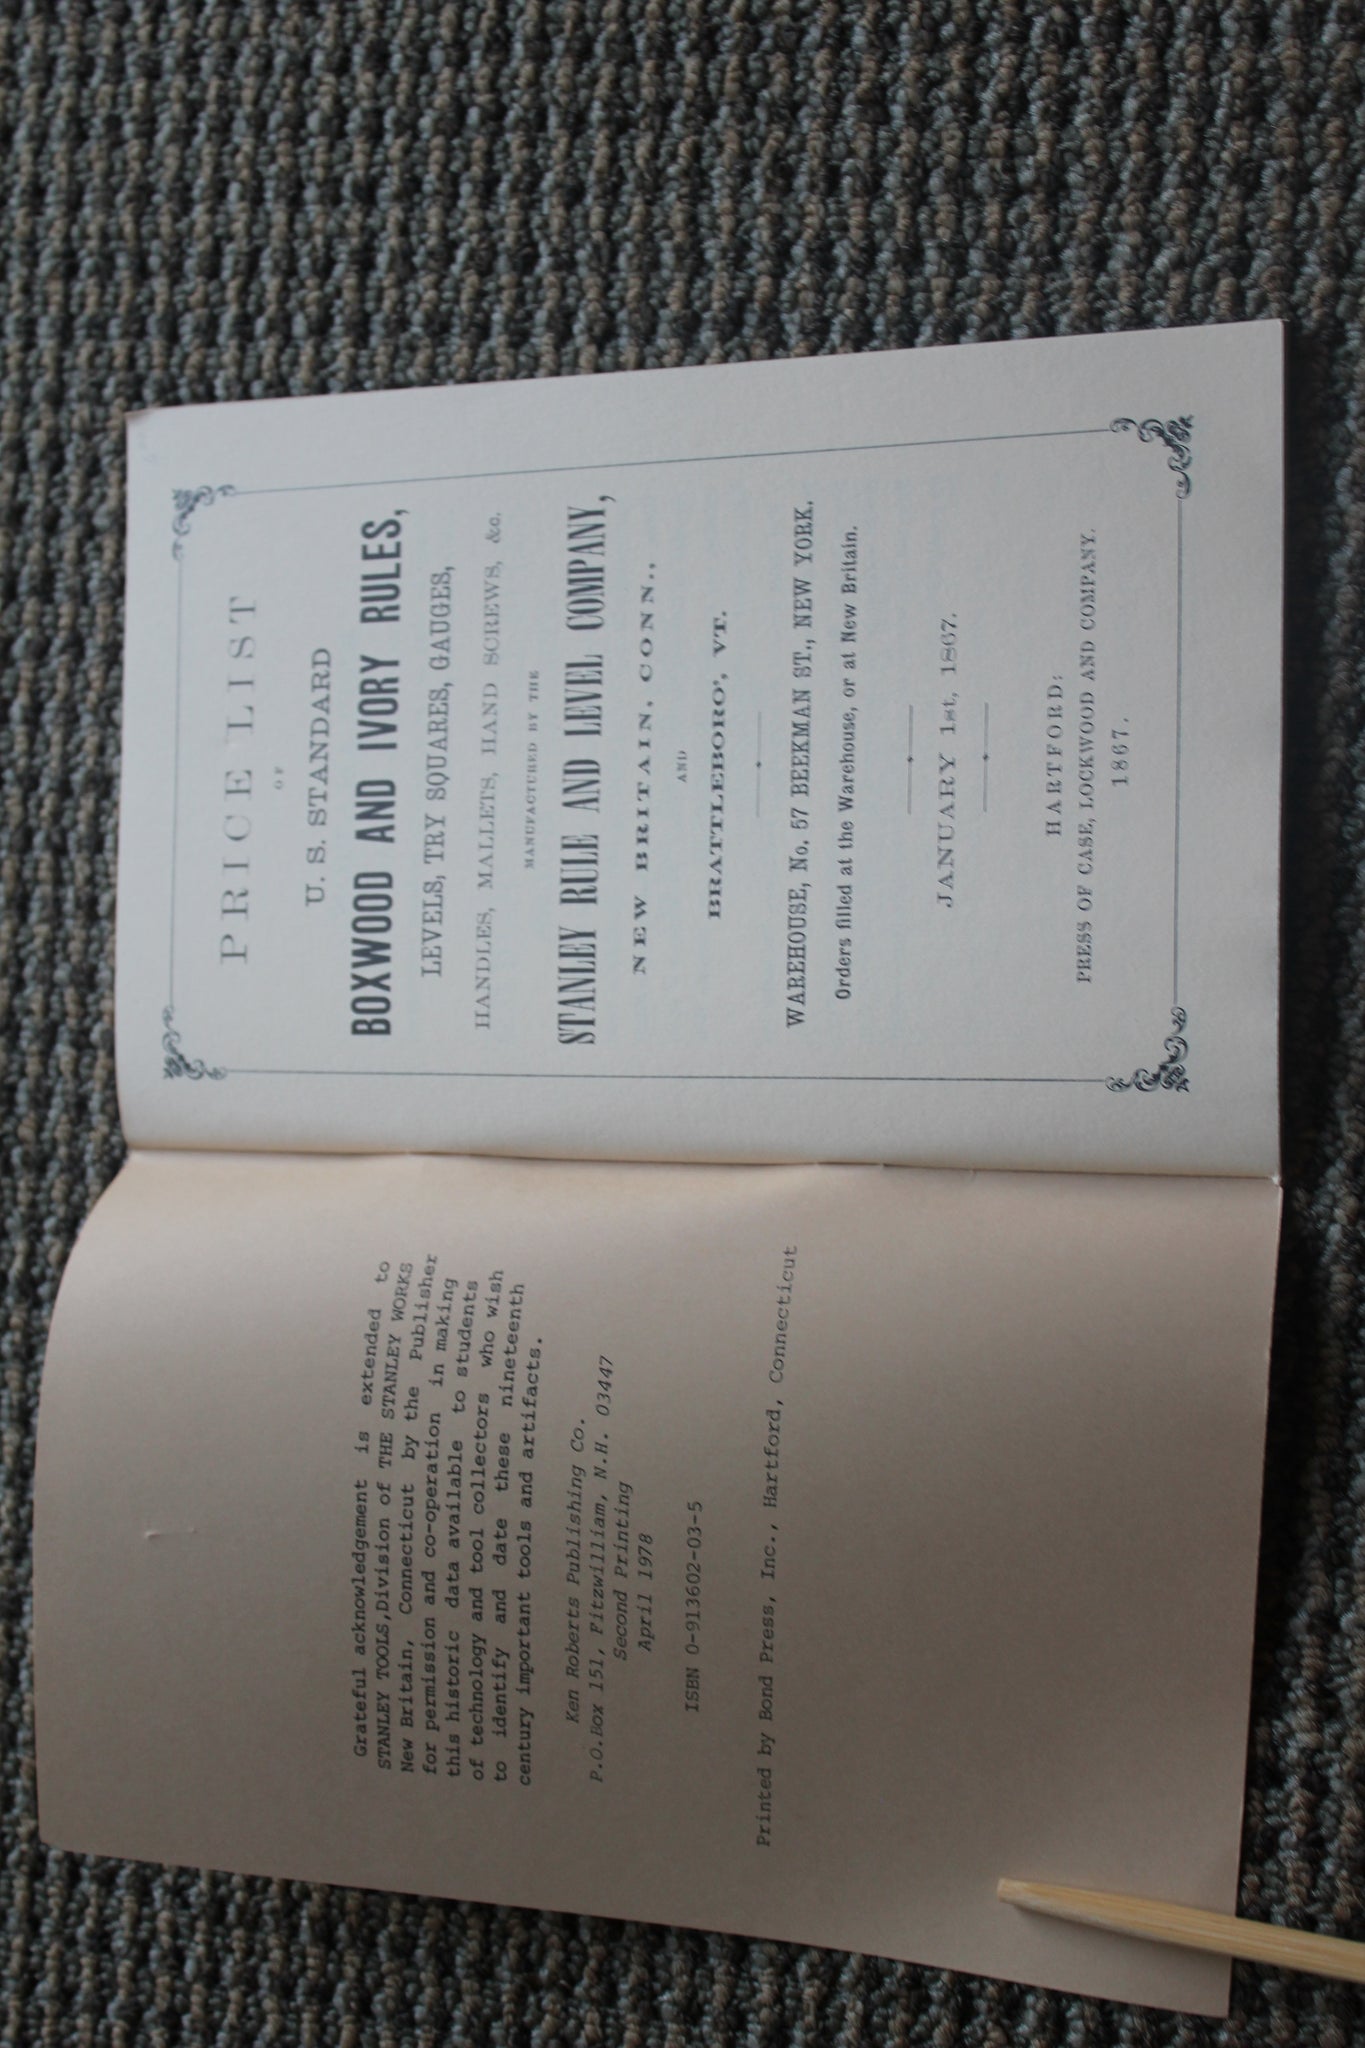 Grateful acknowledgement is extended to
STANLEY TOOLS,Division of THE STANLEY WORKS
New Britain, Connecticut by the Publisher
for permission and co-operation in making
this historic data available to students
of technology and tool collectors who wish
to identify and date these nineteenth
century important tools and artifacts.
Ken Roberts Publishing Co.
P.O.Box 151, Fitzwilliam, N.H. 03447
Second Printing
April 1978
ISBN 0-913602-03-5
Printed by Bond Press, Inc., Hartford, Connecticut
PRICE LIST
OF
U. S. STANDARD
BOXWOOD AND IVORY RULES,
LEVELS, TRY SQUARES, GAUGES,
HANDLES, MALLETS, HAND SCREWS, &c.
MANUFACTURED BY THE
STANLEY RULE AND LEVEL COMPANY,
NEW BRITAIN, CONN.,
AND
BRATTLEBORO', VT.
WAREHOUSE, No. 57 BEEKMAN ST., NEW YORK.
Orders filled at the Warehouse, or at New Britain.
JANUARY 1st, 1867.
HARTFORD:
PRESS OF CASE, LOCKWOOD AND COMPANY.
1867.